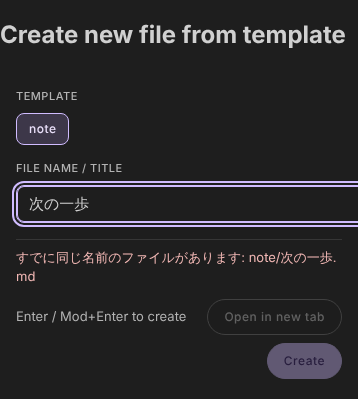 Create new file from template
TEMPLATE
note
FILE NAME / TITLE
次の一歩
すでに同じ名前のファイルがあります: note/次の一歩.
md
Enter / Mod+Enter to create
Open in new tab
Create